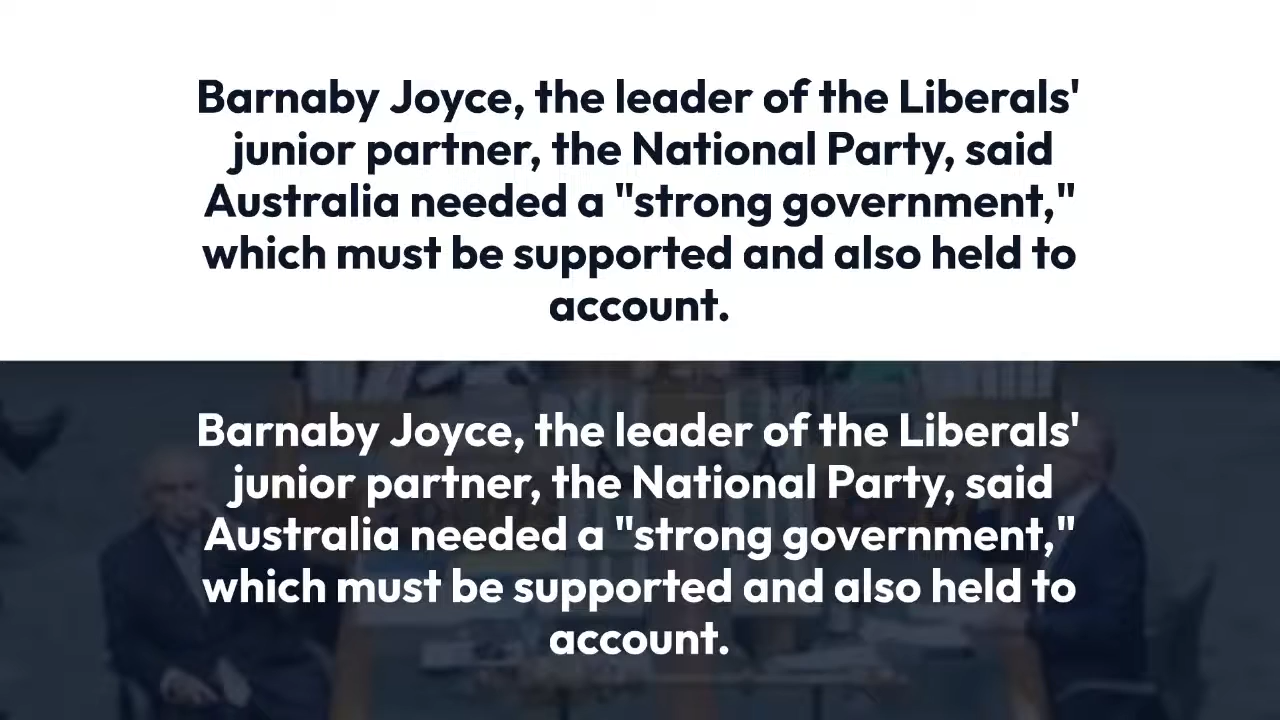 Barnaby Joyce, the leader of the Liberals'
junior partner, the National Party, said
Australia needed a "strong government,"
which must be supported and also held to
account.
Barnaby Joyce, the leader of the Liberals'
junior partner, the National Party, said
Australia needed a "strong government,"
which must be supported and also held to
account.